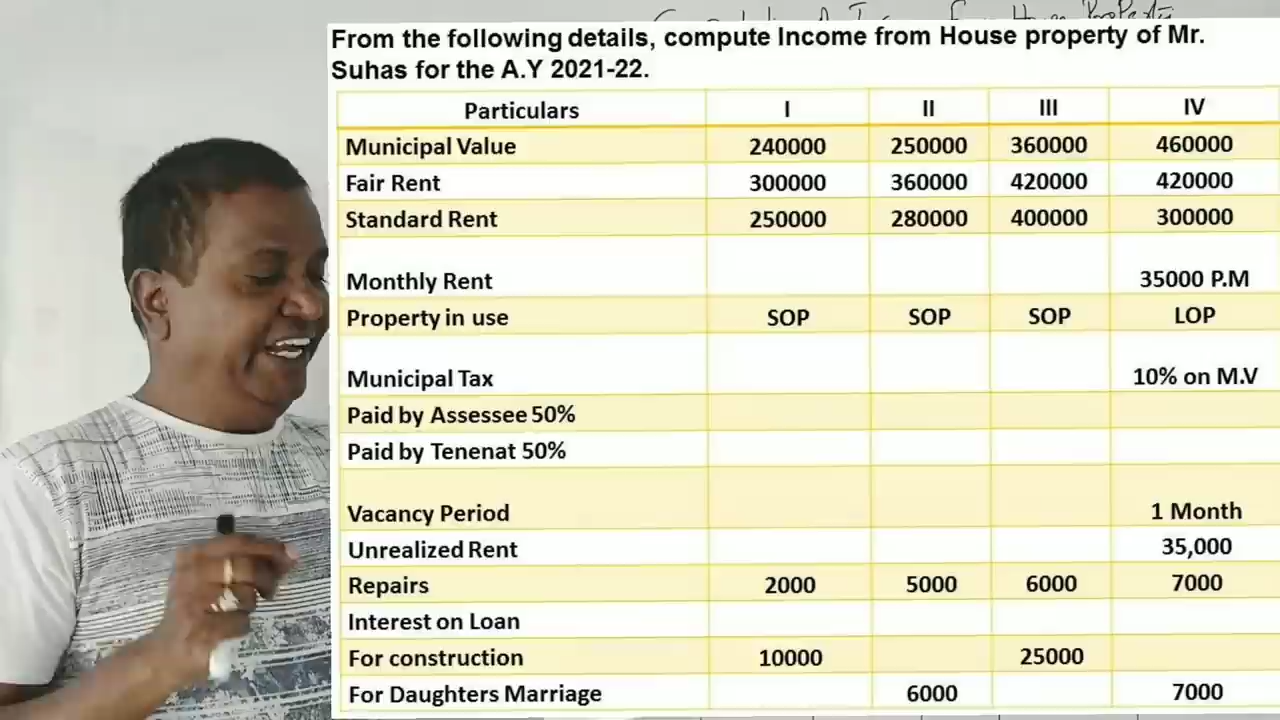 From the following details, compute Income from House property of Mr.
Suhas for the A.Y 2021-22.
Particulars I II III IV
Municipal Value 240000 250000 360000 460000
Fair Rent 300000 360000 420000 420000
Standard Rent 250000 280000 400000 300000
Monthly Rent 35000 P.M
Property in use SOP SOP SOP LOP
Municipal Tax 10% on M.V
Paid by Assessee 50%
Paid by Tenenat 50%
Vacancy Period 1 Month
Unrealized Rent 35,000
Repairs 2000 5000 6000 7000
Interest on Loan
For construction 10000 25000
For Daughters Marriage 6000 7000